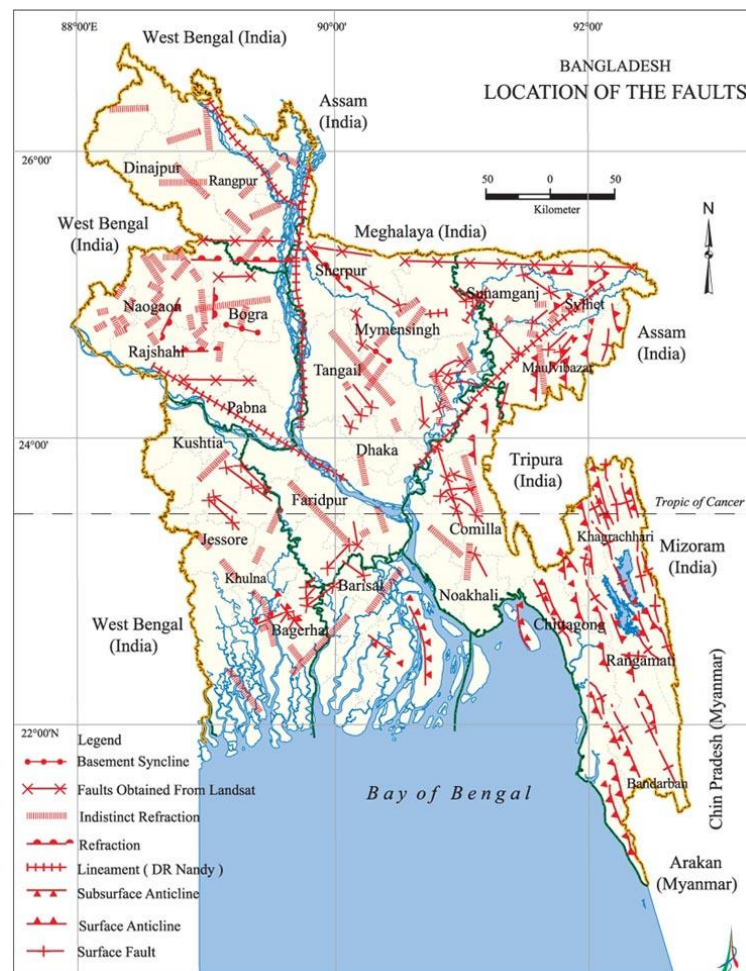 88°00'E
90°00'
92°00'
West Bengal (India)
BANGLADESH
LOCATION OF THE FAULTS
Assam
(India)
26°00'
50 0 50
Kilometer
N
Dinajpur
Rangpur
West Bengal
(India)
Meghalaya (India)
Sherpur
Sunamganj
Sylhet
Naogaon
Bogra
Mymensingh
Assam
(India)
Rajshahi
Tangail
Maulvibazar
Pabna
24°00'
Kushtia
Dhaka
Tripura
(India)
Faridpur
Tropic of Cancer
Comilla
Khagrachhari
Jessore
Mizoram
(India)
Khulna
Barisal
Noakhali
West Bengal
(India)
Bagerhat
Chittagong
Rangamati
22°00'N
Chin Pradesh (Myanmar)
Legend
Basement Syncline
Faults Obtained From Landsat
Bay of Bengal
Bandarban
Indistinct Refraction
Refraction
Lineament ( DR Nandy )
Arakan
(Myanmar)
Subsurface Anticline
Surface Anticline
Surface Fault